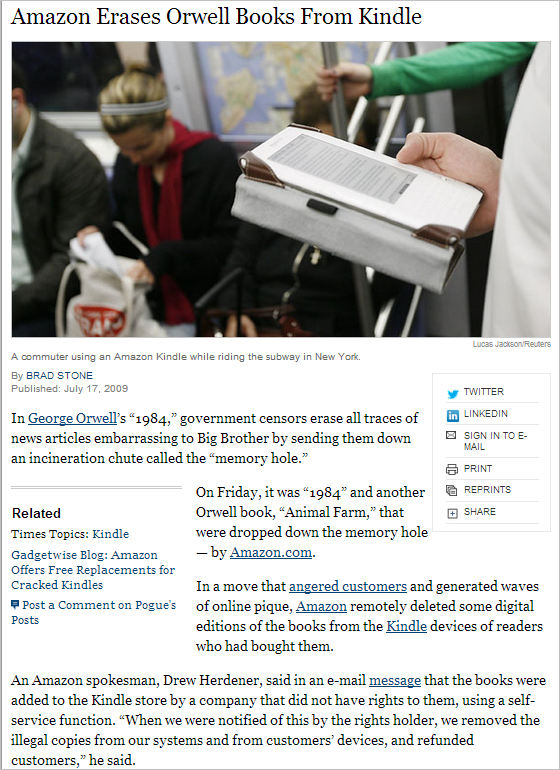 Amazon Erases Orwell Books From Kindle
Lucas Jackson/Reuters
A commuter using an Amazon Kindle while riding the subway in New York.
By BRAD STONE
Published: July 17, 2009
TWITTER
LINKEDIN
SIGN IN TO E-
MAIL
PRINT
REPRINTS
SHARE
In George Orwell’s “1984,” government censors erase all traces of
news articles embarrassing to Big Brother by sending them down
an incineration chute called the “memory hole.”
Related
Times Topics: Kindle
Gadgetwise Blog: Amazon
Offers Free Replacements for
Cracked Kindles
Post a Comment on Pogue's
Posts
On Friday, it was “1984” and another
Orwell book, “Animal Farm,” that
were dropped down the memory hole
— by Amazon.com.
In a move that angered customers and generated waves
of online pique, Amazon remotely deleted some digital
editions of the books from the Kindle devices of readers
who had bought them.
An Amazon spokesman, Drew Herdener, said in an e-mail message that the books were
added to the Kindle store by a company that did not have rights to them, using a self-
service function. “When we were notified of this by the rights holder, we removed the
illegal copies from our systems and from customers’ devices, and refunded
customers,” he said.